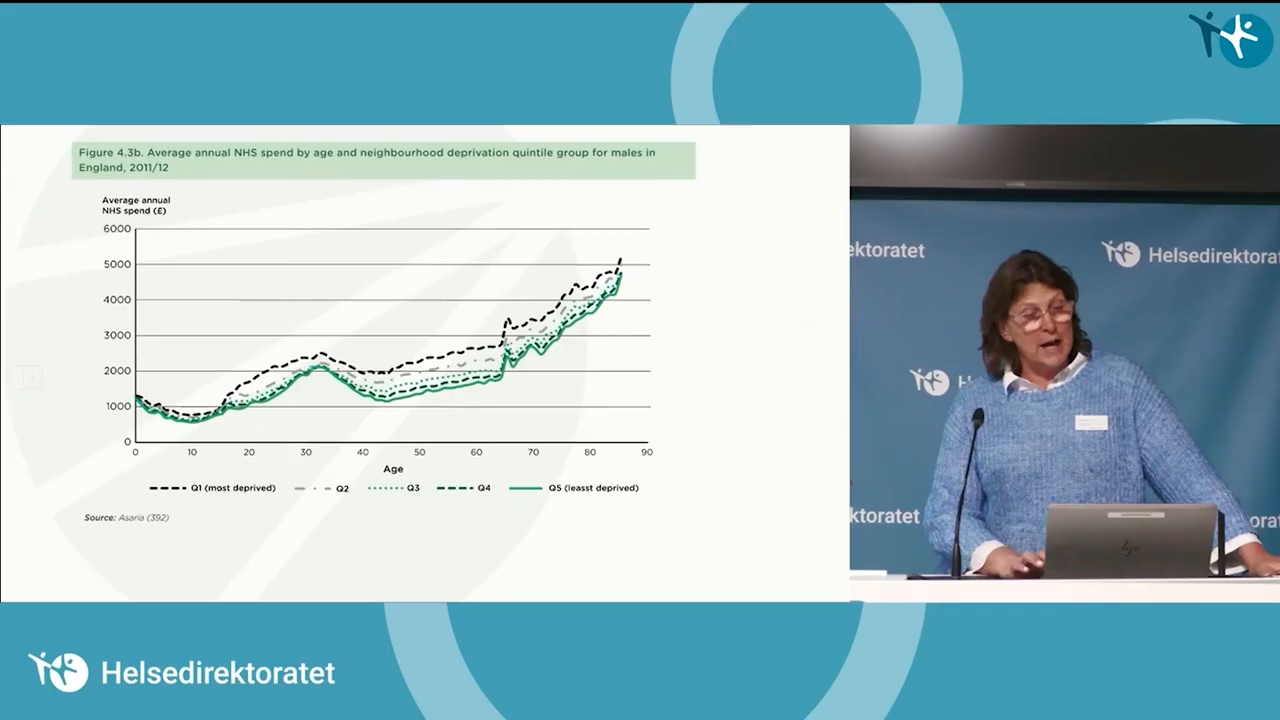 Figure 4.3b. Average annual NHS spend by age and neighbourhood deprivation quintile group for males in
England, 2011/12
Average annual
NHS spend (£)
6000
5000
4000
3000
2000
1000
0
0 10 20 30 40 50 60 70 80 90
Age
Q1 (most deprived) Q2 Q3 Q4 Q5 (leasst deprived)
Source: Asaria (392)
ektoratet
Helsedirektorat
H
ktoratet
orat
hp
Helsedirektoratet